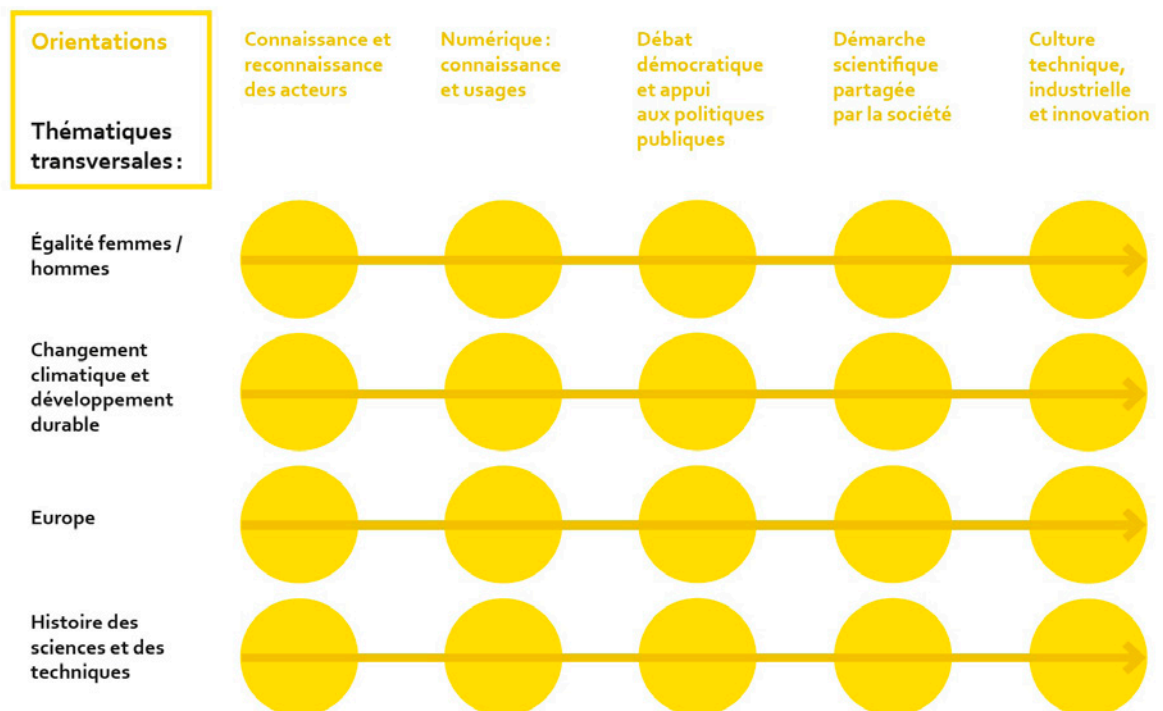 Orientations
Thématiques
transversales :
Connaissance et
reconnaissance
des acteurs
Numérique :
connaissance
et usages
Débat
démocratique
et appui
aux politiques
publiques
Démarche
scientifique
partagée
par la société
Culture
technique,
industrielle
et innovation
Égalité femmes /
hommes
Changement
climatique et
développement
durable
Europe
Histoire des
sciences et des
techniques